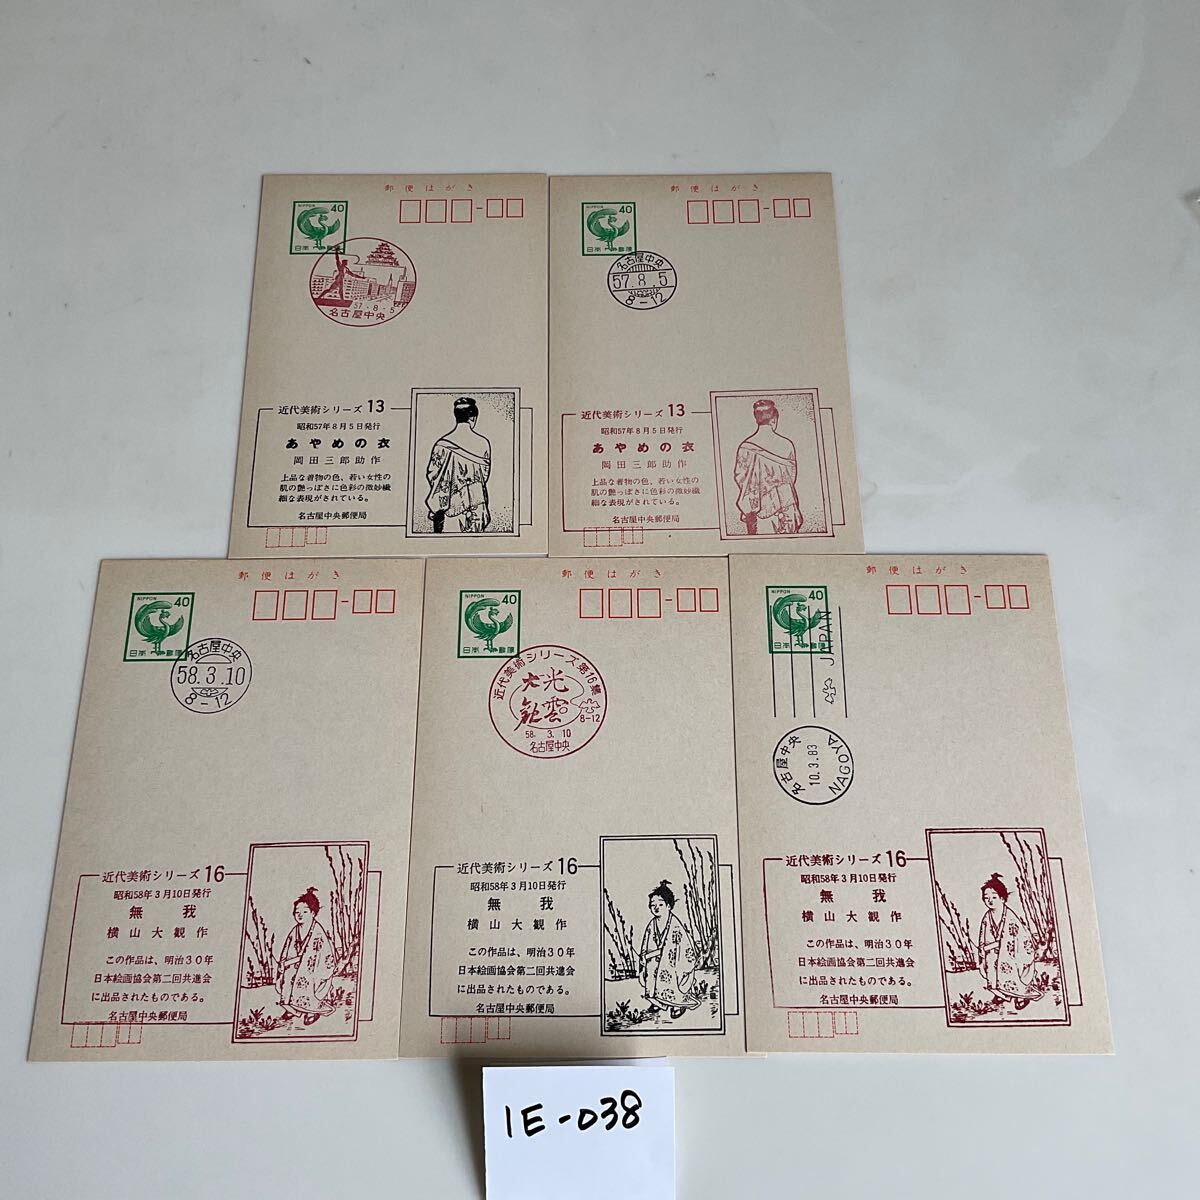 郵便はがき
NIPPON
40
日本郵便
57.8.5
名古屋中央
近代美術シリーズ 13
昭和57年8月5日発行
あやめの衣
岡田三郎助作
上品な着物の色、若い女性の
肌の艶っぽさに色彩の微妙繊
細な表現がされている。
名古屋中央郵便局
郵便はがき
NIPPON
40
日本郵便
名古屋中央
57.8.5
8-12
近代美術シリーズ 13
昭和57年8月5日発行
あやめの衣
岡田三郎助作
上品な着物の色、若い女性の
肌の艶っぽさに色彩の微妙繊
細な表現がされている。
名古屋中央郵便局
郵便はがき
NIPPON
40
日本郵便
名古屋中央
58.3.10
8-12
近代美術シリーズ 16
昭和58年3月10日発行
無我
横山大観作
この作品は、明治30年
日本絵画協会第二回共進会
に出品されたものである。
名古屋中央郵便局
郵便はがき
NIPPON
40
日本郵便
近代美術シリーズ第16集
光雲
大観
8-12
58.3.10
名古屋中央
近代美術シリーズ 16
昭和58年3月10日発行
無我
横山大観作
この作品は、明治30年
日本絵画協会第二回共進会
に出品されたものである。
名古屋中央郵便局
郵便はがき
40
日本郵便
JAPAN
名古屋中央
10.3.83
NAGOYA
近代美術シリーズ 16
昭和58年3月10日発行
無我
横山大観作
この作品は、明治30年
日本絵画協会第二回共進会
に出品されたものである。
名古屋中央郵便局
1E-038